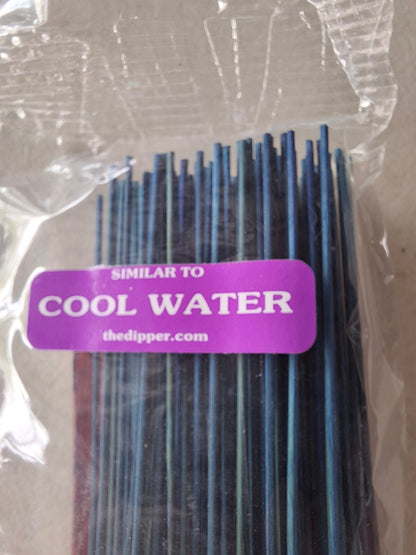 SIMILAR TO
COOL WATER
thedipper.com